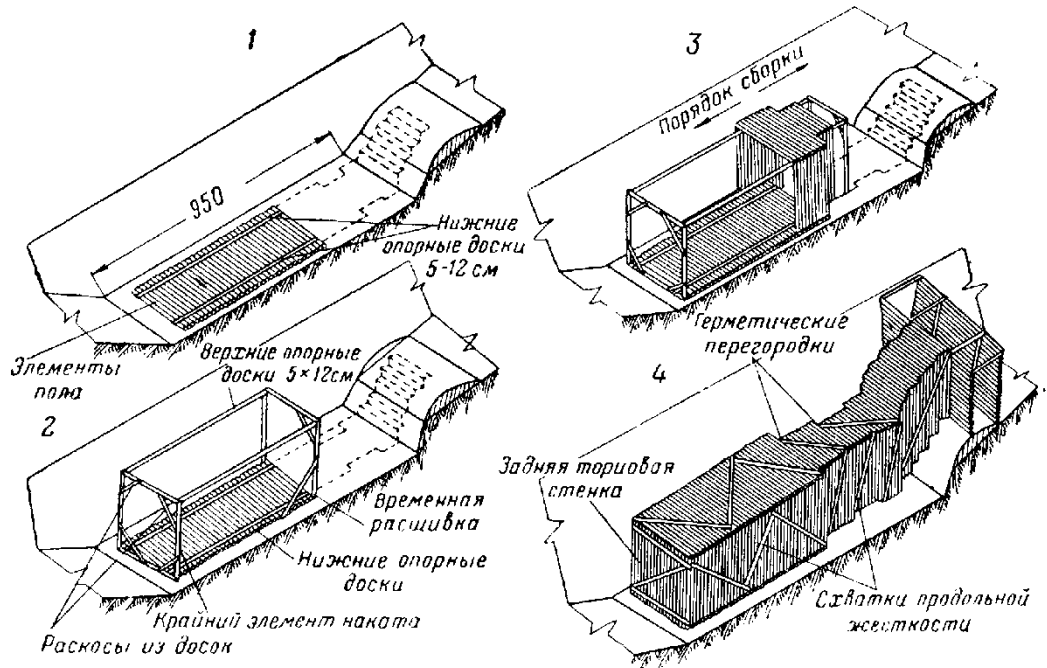 1
950
Нижние
опорные доски
5-12 см
Элементы
пола
2
Верхние опорные
доски 5×12см
Временная
расшивка
Нижние опорные
доски
Крайний элемент наката
Раскосы из досок
3
Порядок сборки
Герметические
перегородки
4
Задняя торцовая
стенка
Схватки продольной
жесткости